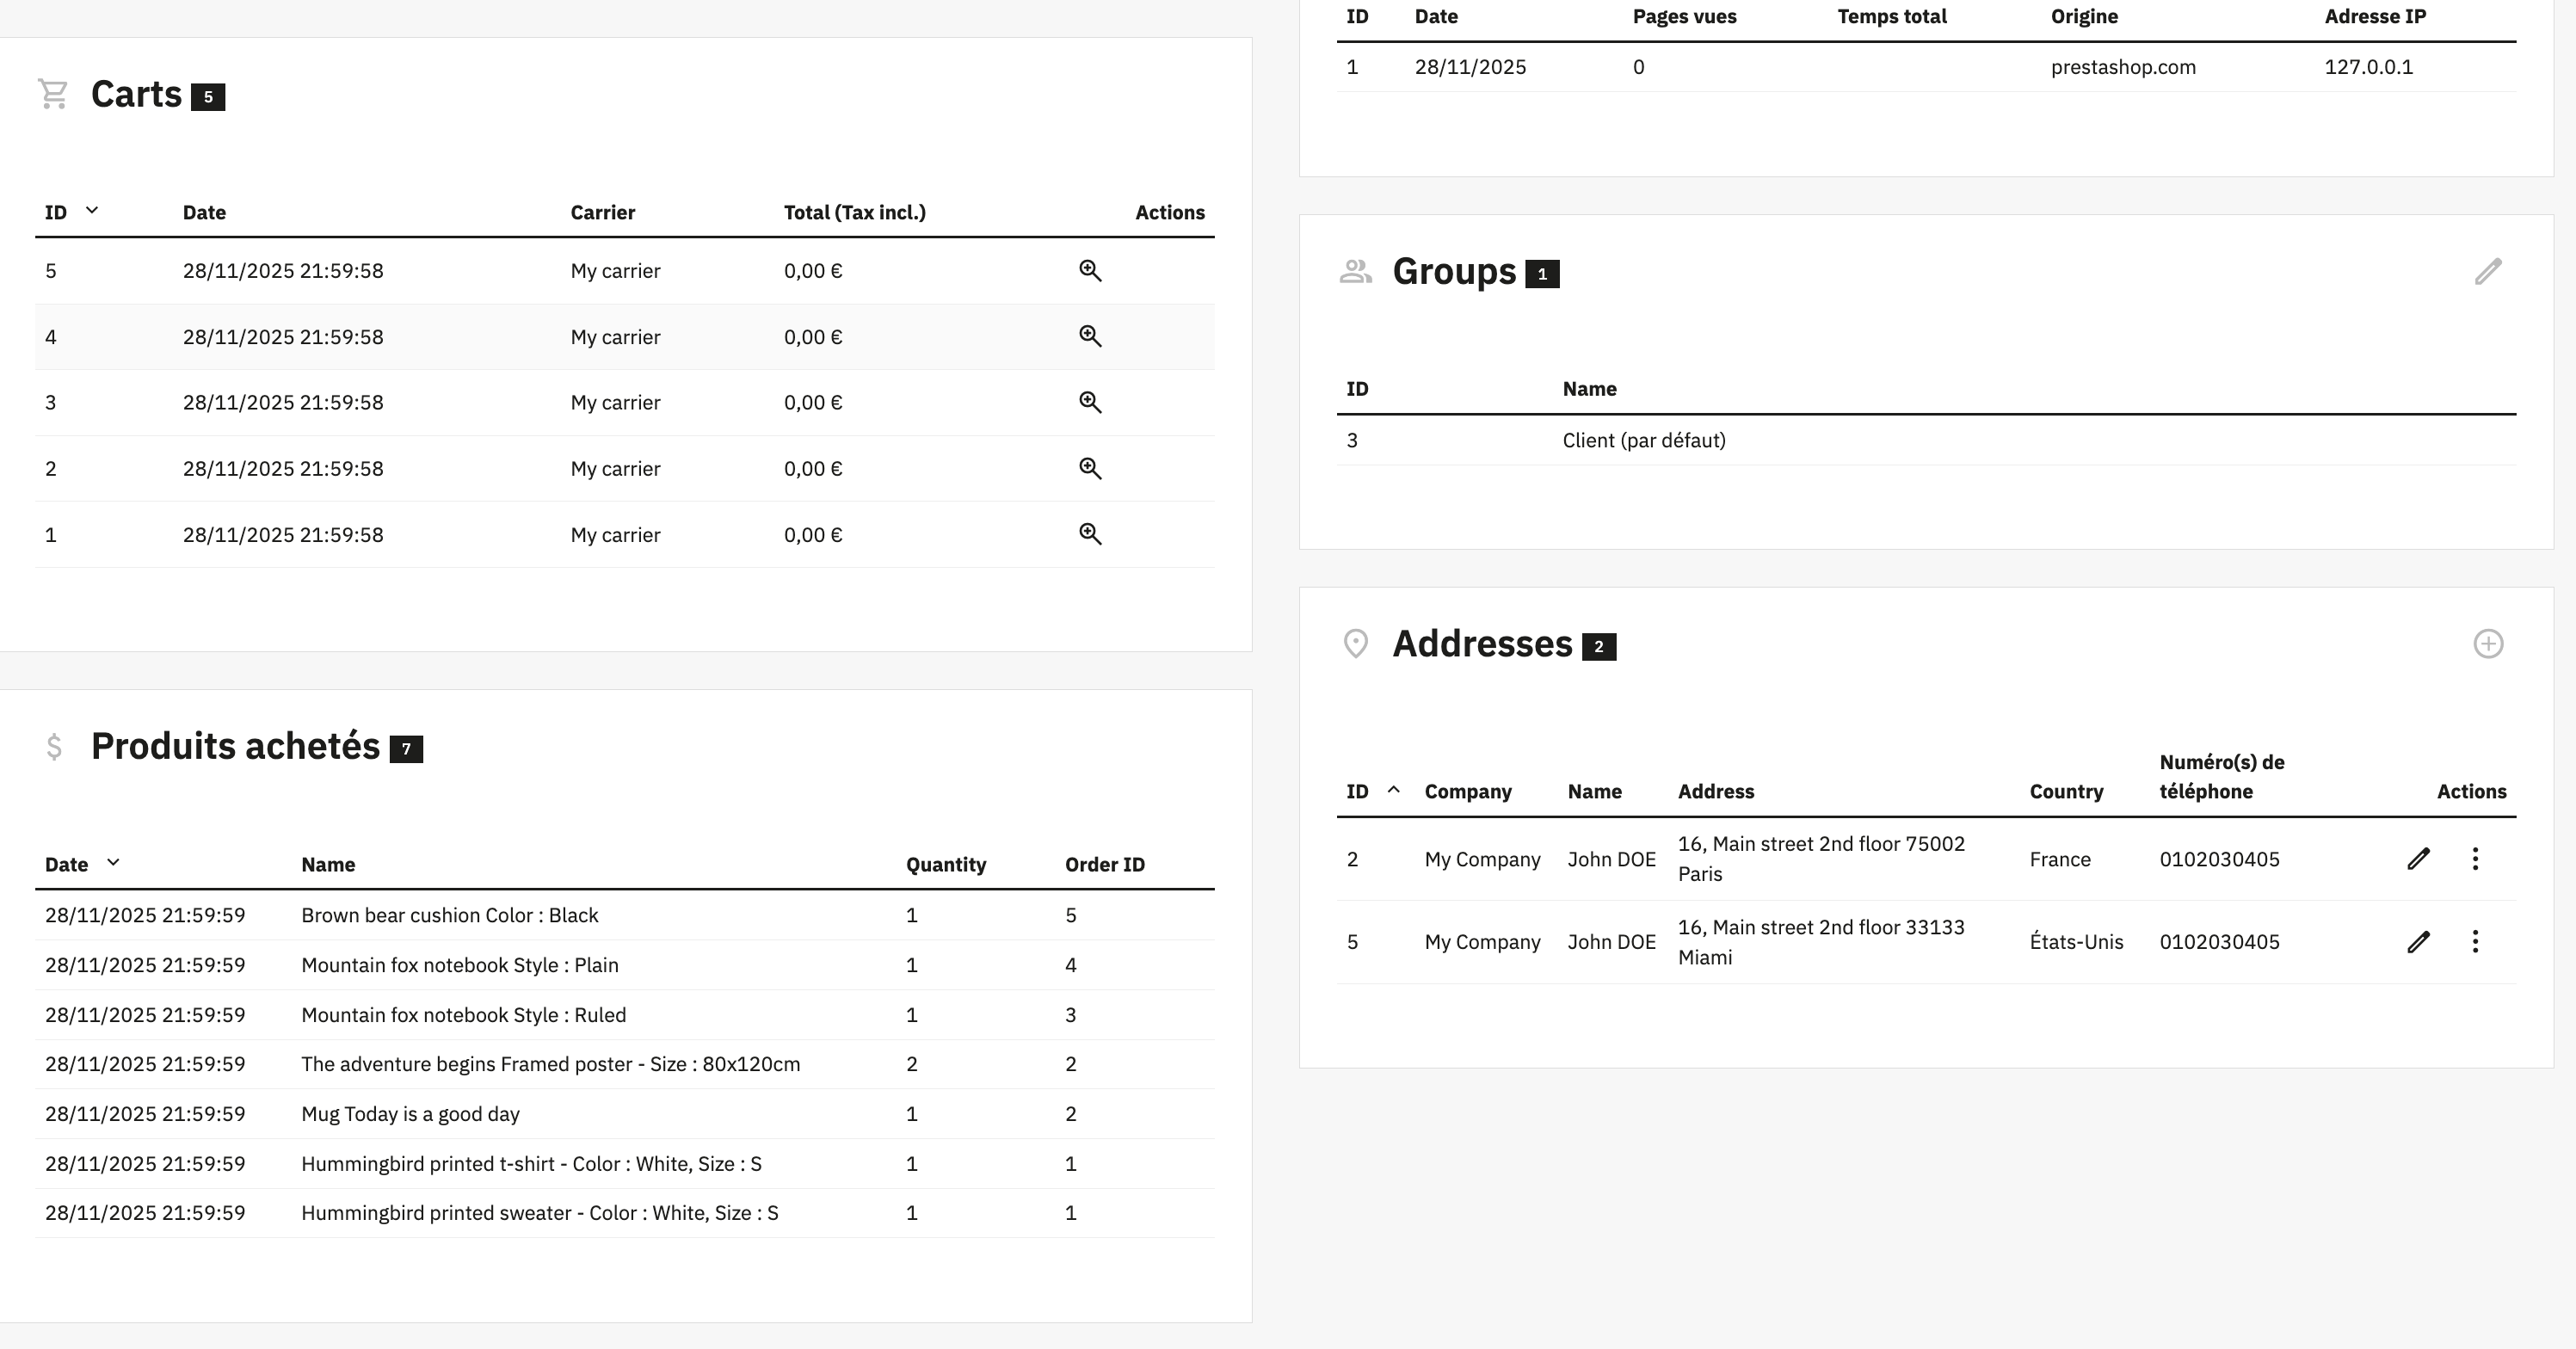 Carts 5
ID Date Carrier Total (Tax incl.) Actions
5 28/11/2025 21:59:58 My carrier 0,00 €
4 28/11/2025 21:59:58 My carrier 0,00 €
3 28/11/2025 21:59:58 My carrier 0,00 €
2 28/11/2025 21:59:58 My carrier 0,00 €
1 28/11/2025 21:59:58 My carrier 0,00 €
Produits achetés 7
Date Name Quantity Order ID
28/11/2025 21:59:59 Brown bear cushion Color : Black 1 5
28/11/2025 21:59:59 Mountain fox notebook Style : Plain 1 4
28/11/2025 21:59:59 Mountain fox notebook Style : Ruled 1 3
28/11/2025 21:59:59 The adventure begins Framed poster - Size : 80x120cm 2 2
28/11/2025 21:59:59 Mug Today is a good day 1 2
28/11/2025 21:59:59 Hummingbird printed t-shirt - Color : White, Size : S 1 1
28/11/2025 21:59:59 Hummingbird printed sweater - Color : White, Size : S 1 1
ID Date Pages vues Temps total Origine Adresse IP
1 28/11/2025 0 prestashop.com 127.0.0.1
Groups 1
ID Name
3 Client (par défaut)
Addresses 2
Numéro(s) de
ID Company Name Address Country téléphone Actions
16, Main street 2nd floor 75002
2 My Company John DOE France 0102030405
Paris
16, Main street 2nd floor 33133
5 My Company John DOE États-Unis 0102030405
Miami